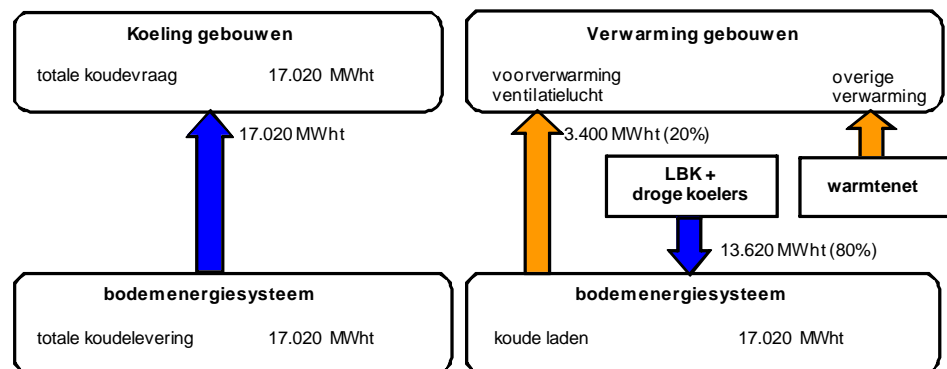 Koeling gebouwen
totale koudevraag 17.020 MWht
17.020 MWht
bodemenergiesysteem
totale koudelevering 17.020 MWht
Verwarming gebouwen
voorverwarming
ventilatielucht
overige
verwarming
3.400 MWht (20%)
LBK +
droge koelers
warmtenet
13.620 MWht (80%)
bodemenergiesysteem
koude laden 17.020 MWht